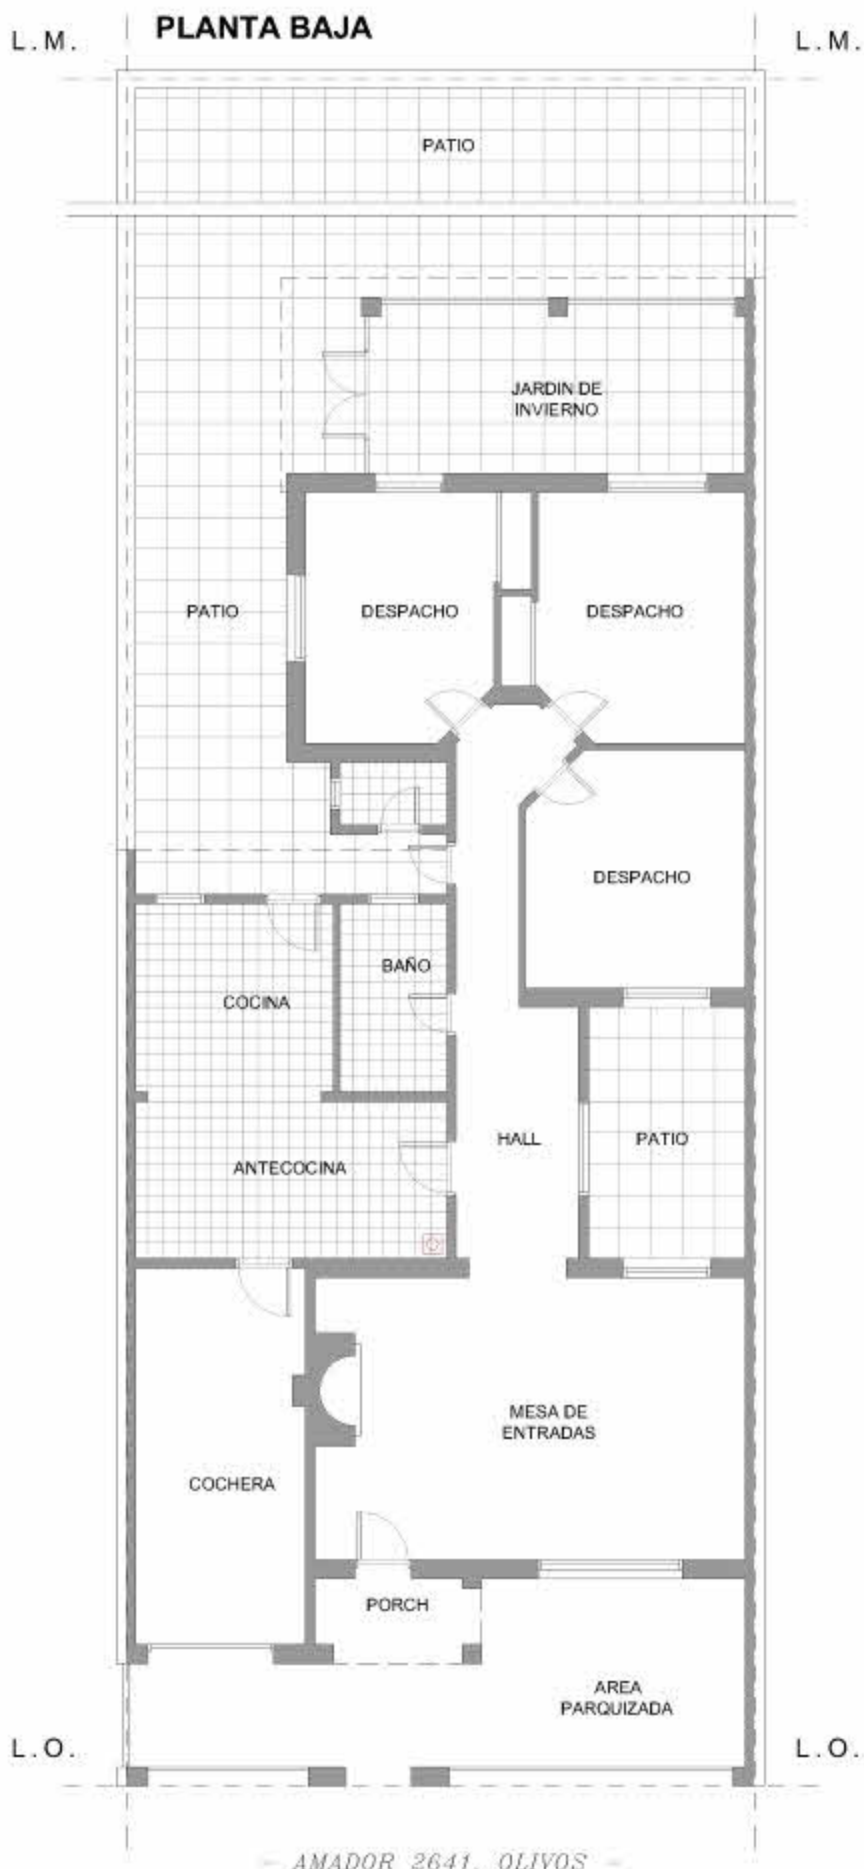 PLANTA BAJA
L.M.
L.M.
PATIO
JARDIN DE
INVIERNO
PATIO
DESPACHO
DESPACHO
DESPACHO
BAÑO
COCINA
HALL
PATIO
ANTECOCINA
MESA DE
ENTRADAS
COCHERA
PORCH
AREA
PARQUIZADA
L.O.
L.O.
- AMADOR 2641, OLIVOS -